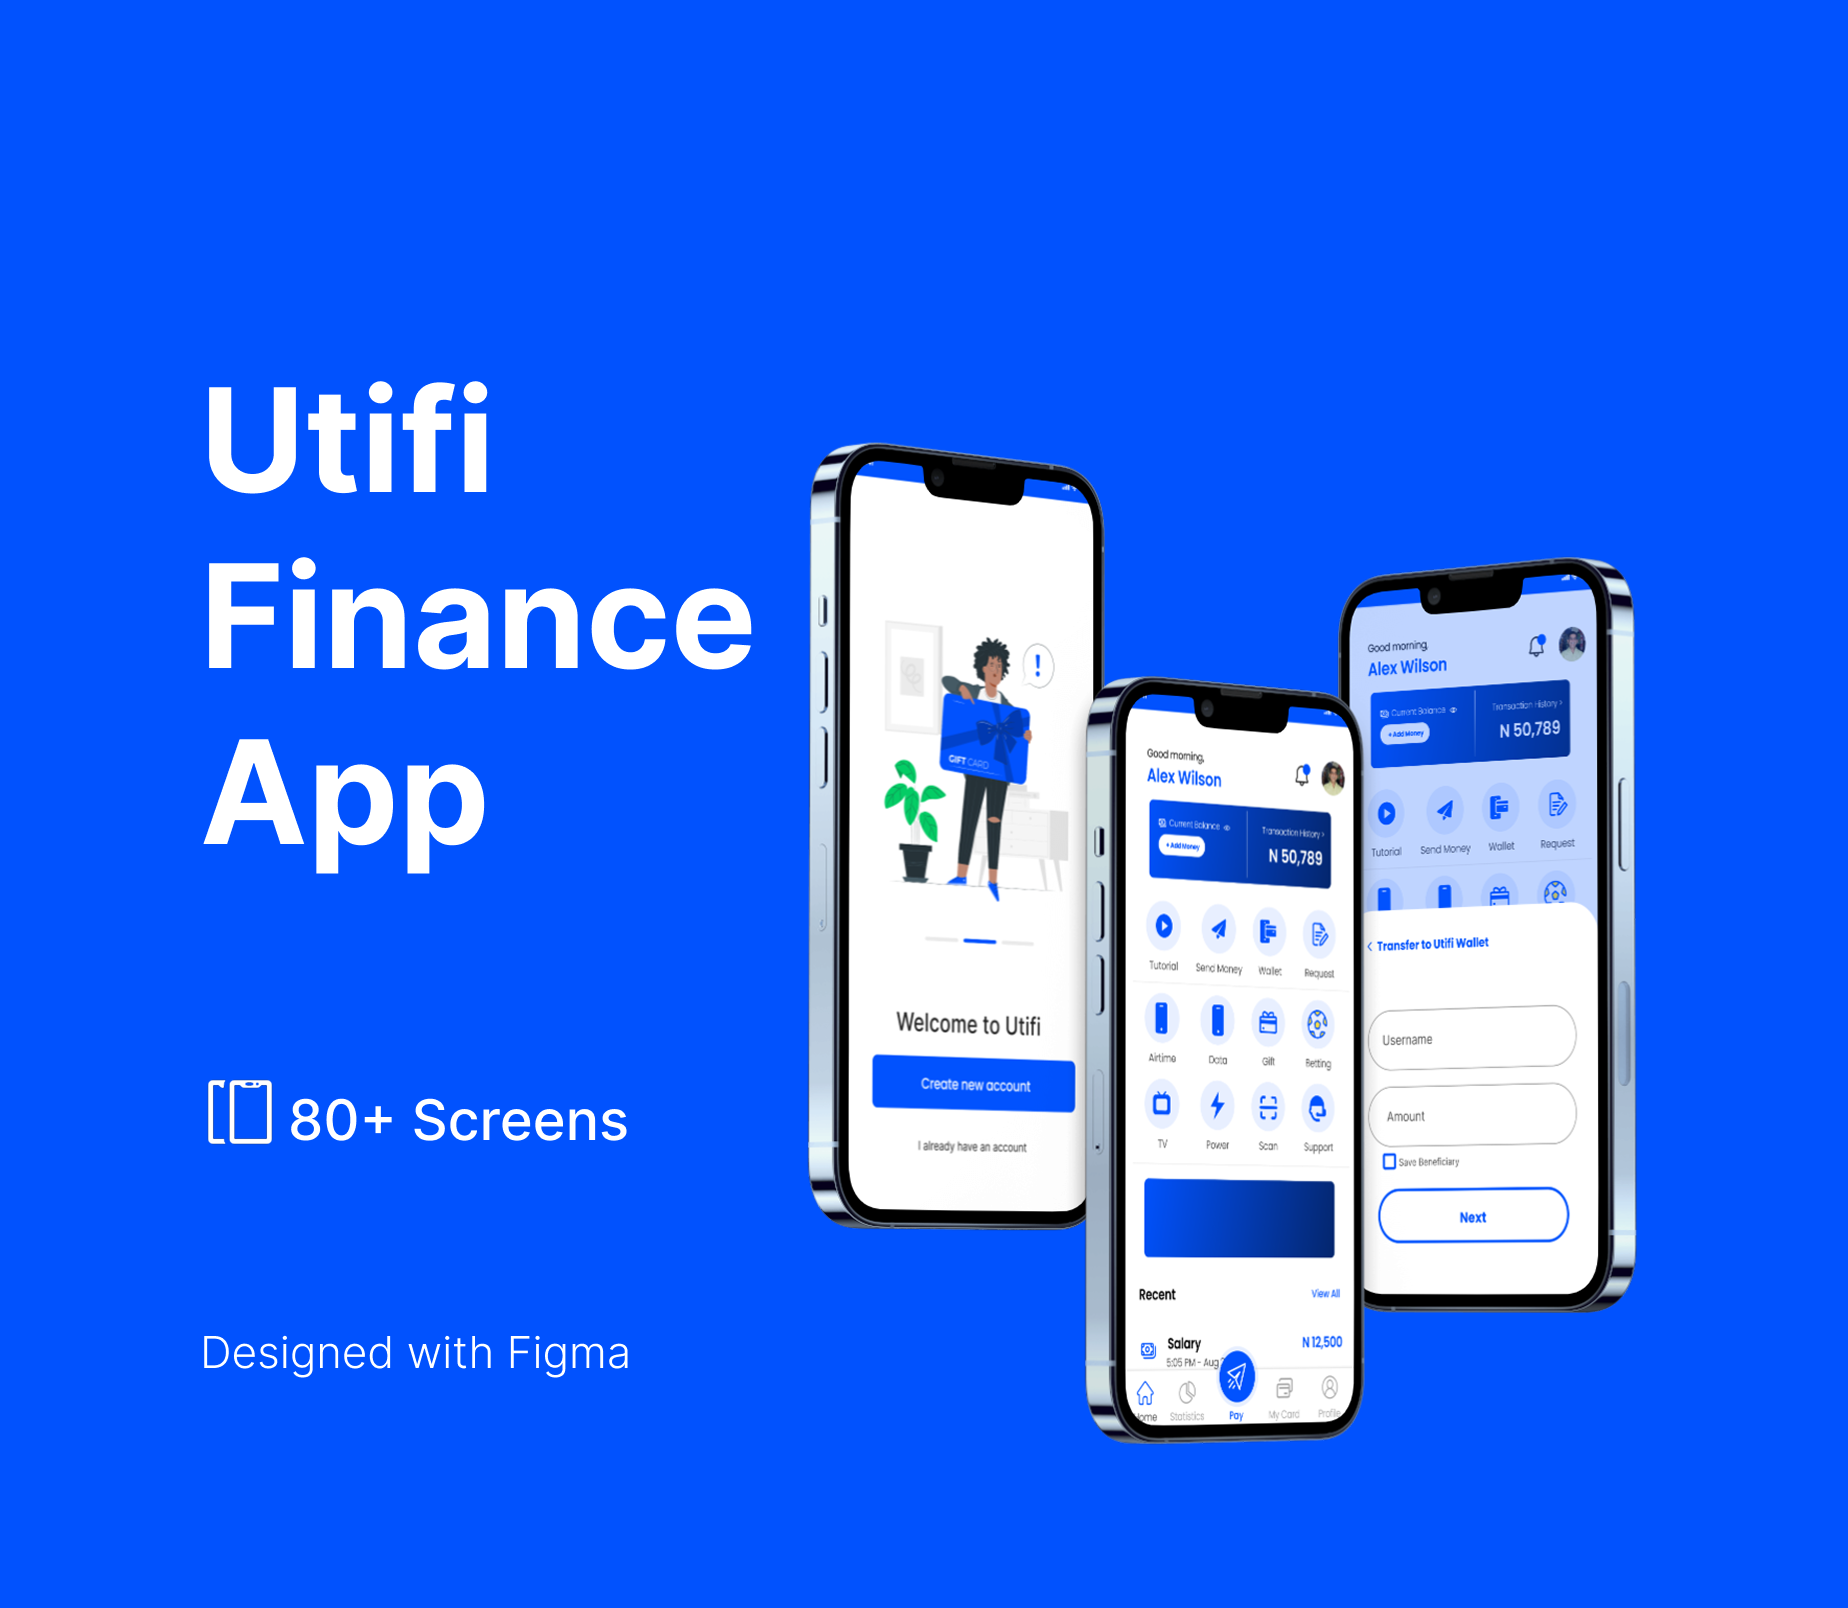 Utifi
Finance
App
80+ Screens
Designed with Figma
!
GIFT CARD
Welcome to Utifi
Create new account
I already have an account
Good morning,
Alex Wilson
Current Balance
Transaction History >
+ Add Money
N 50,789
Tutorial Send Money Wallet Request
Airtime Data Gift Betting
TV Power Scan Support
Recent View All
Salary N 12,500
5:05 PM - Aug
Home Statistics Pay My Card Profile
Good morning,
Alex Wilson
Current Balance
Transaction History >
+ Add Money
N 50,789
Tutorial Send Money Wallet Request
< Transfer to Utifi Wallet
Username
Amount
Save Beneficiary
Next